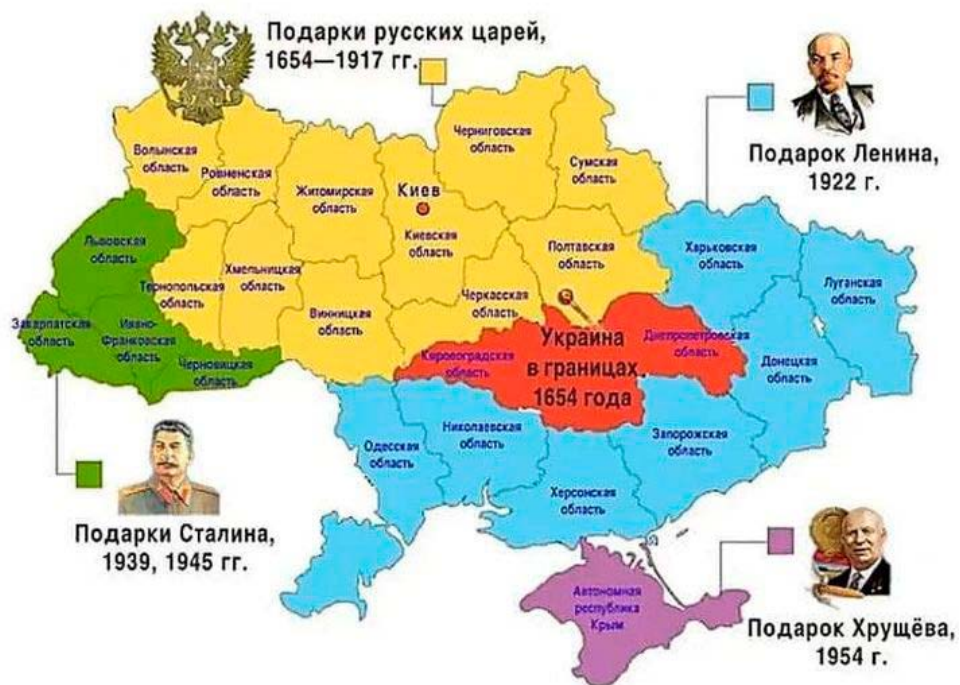 Подарки русских царей,
1654—1917 гг.
Подарок Ленина,
1922 г.
Волынская
область
Ровненская
область
Житомирская
область
Киев
Киевская
область
Черниговская
область
Сумская
область
Львовская
область
Тернопольская
область
Хмельницкая
область
Винницкая
область
Черкасская
область
Полтавская
область
Харьковская
область
Луганская
область
Закарпатская
область
Ивано-
Франковская
область
Черновицкая
область
Кировоградская
область
Украина
в границах
1654 года
Днепропетровская
область
Донецкая
область
Одесская
область
Николаевская
область
Запорожская
область
Херсонская
область
Подарки Сталина,
1939, 1945 гг.
Автономная
республика
Крым
Подарок Хрущёва,
1954 г.